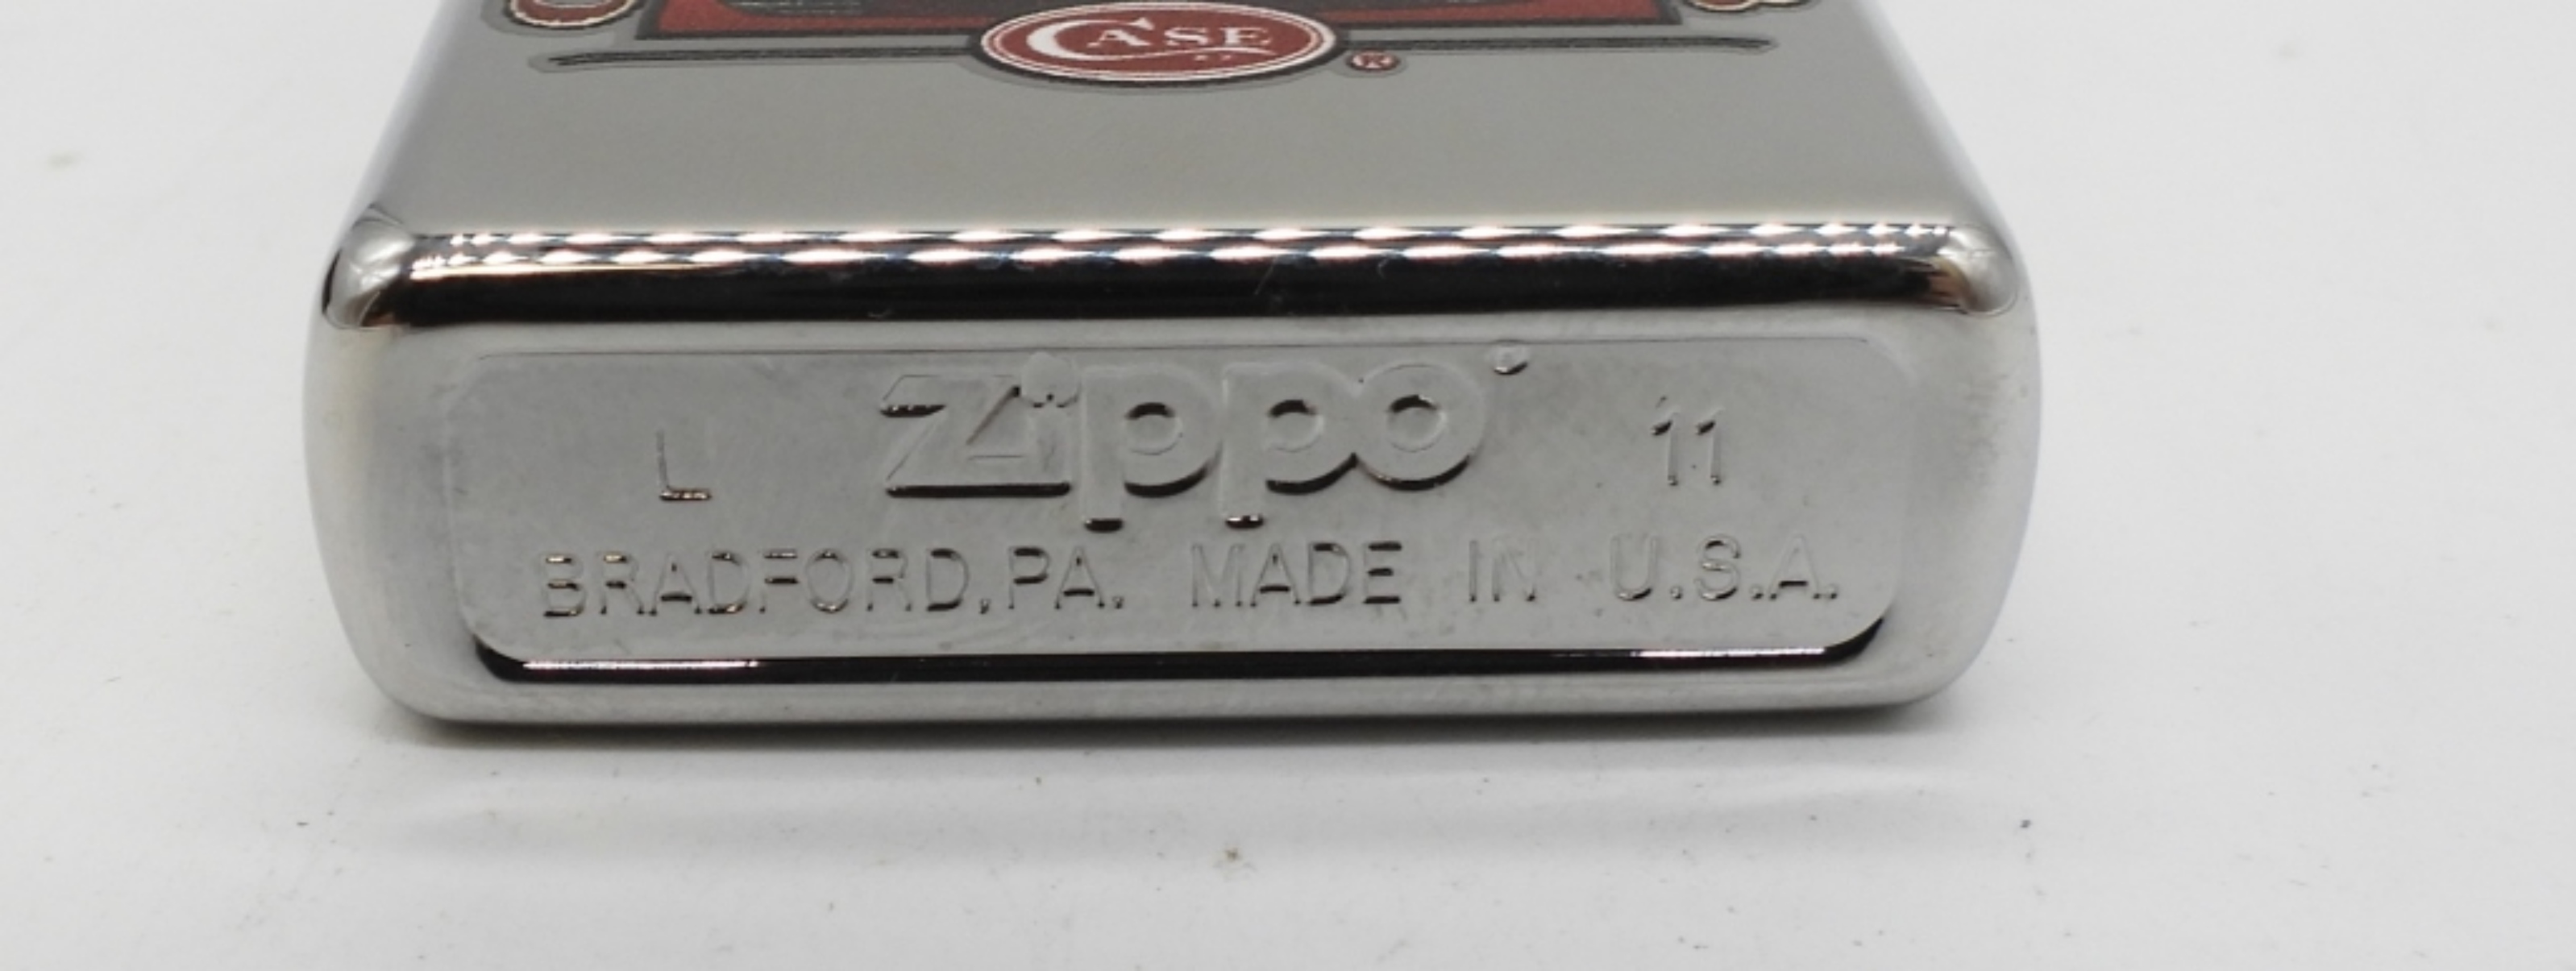 CASE ®
L Zippo ® 11
BRADFORD,PA. MADE IN U.S.A.